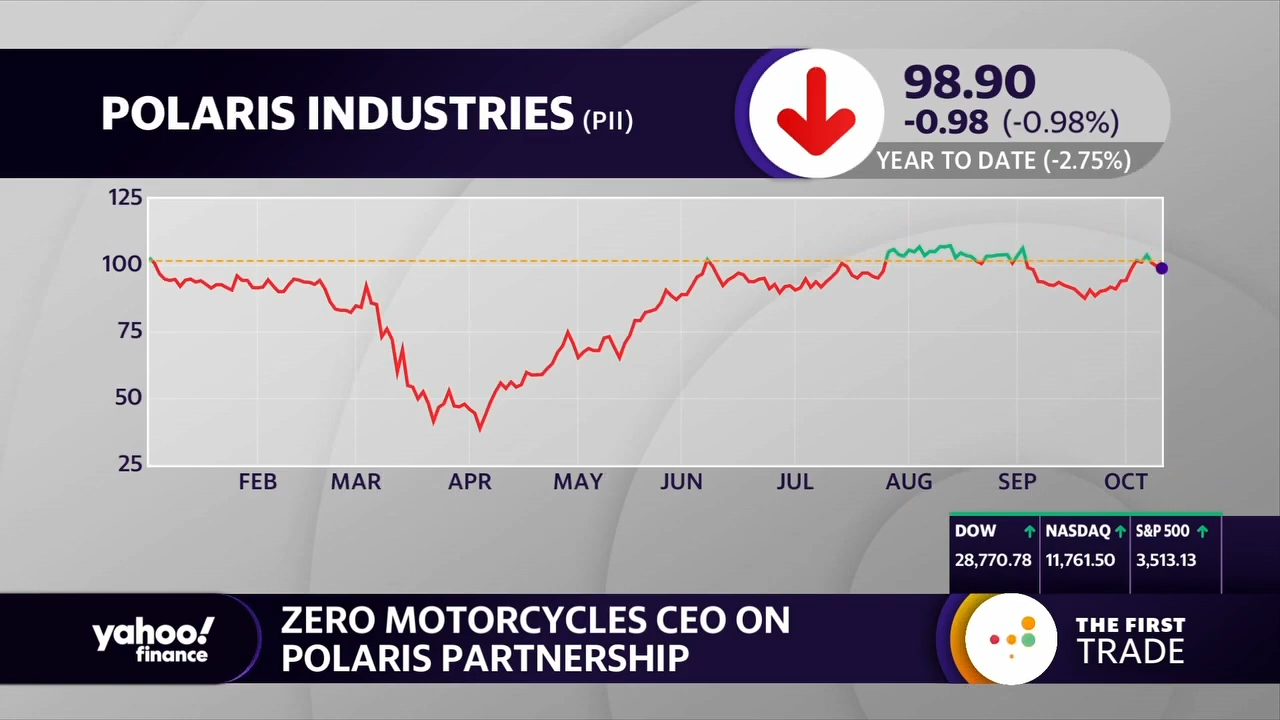 POLARIS INDUSTRIES (PII)
98.90
-0.98 (-0.98%)
YEAR TO DATE (-2.75%)
125
100
75
50
25
FEB MAR APR MAY JUN JUL AUG SEP OCT
DOW NASDAQ S&P 500
28,770.78 11,761.50 3,513.13
yahoo!
finance
ZERO MOTORCYCLES CEO ON
POLARIS PARTNERSHIP
THE FIRST
TRADE